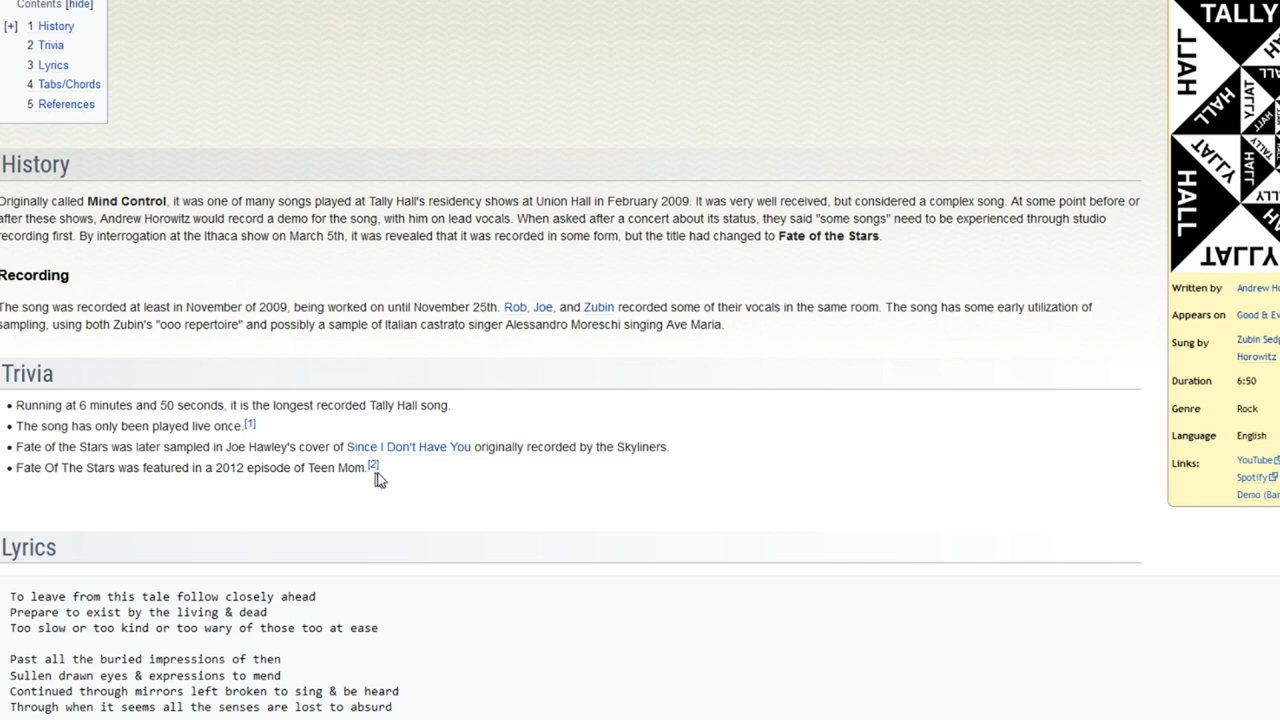 Contents [hide]
[+] 1 History
2 Trivia
3 Lyrics
4 Tabs/Chords
5 References
History
Originally called Mind Control, it was one of many songs played at Tally Hall's residency shows at Union Hall in February 2009. It was very well received, but considered a complex song. At some point before or
after these shows, Andrew Horowitz would record a demo for the song, with him on lead vocals. When asked after a concert about its status, they said "some songs" need to be experienced through studio
recording first. By interrogation at the Ithaca show on March 5th, it was revealed that it was recorded in some form, but the title had changed to Fate of the Stars.
Recording
The song was recorded at least in November of 2009, being worked on until November 25th. Rob, Joe, and Zubin recorded some of their vocals in the same room. The song has some early utilization of
sampling, using both Zubin's "ooo repertoire" and possibly a sample of Italian castrato singer Alessandro Moreschi singing Ave Maria.
Trivia
• Running at 6 minutes and 50 seconds, it is the longest recorded Tally Hall song.
• The song has only been played live once.[1]
• Fate of the Stars was later sampled in Joe Hawley's cover of Since I Don't Have You originally recorded by the Skyliners.
• Fate Of The Stars was featured in a 2012 episode of Teen Mom.[2]
Lyrics
To leave from this tale follow closely ahead
Prepare to exist by the living & dead
Too slow or too kind or too wary of those too at ease
Past all the buried impressions of then
Sullen drawn eyes & expressions to mend
Continued through mirrors left broken to sing & be heard
Through when it seems all the senses are lost to absurd
TALLY
HALL
HALL
TALLY
HALL
TALLY
HALL
TALLY
Written by Andrew Ho
Appears on Good & Ev
Sung by Zubin Sedg
Horowitz
Duration 6:50
Genre Rock
Language English
Links: YouTube
Spotify
Demo (Ban